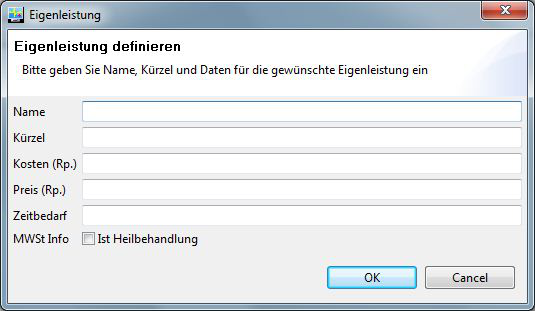 Eigenleistung
Eigenleistung definieren
Bitte geben Sie Name, Kürzel und Daten für die gewünschte Eigenleistung ein
Name
Kürzel
Kosten (Rp.)
Preis (Rp.)
Zeitbedarf
MWSt Info Ist Heilbehandlung
OK Cancel